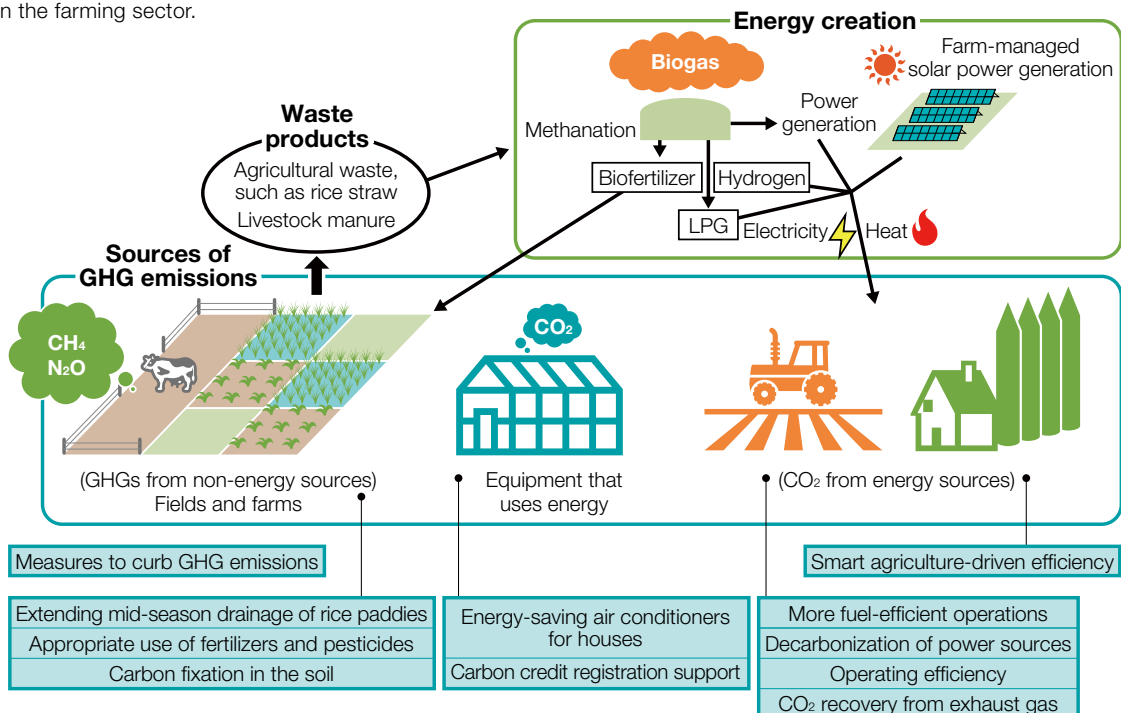 n the farming sector.
Energy creation
Biogas
Farm-managed
solar power generation
Methanation
Power
generation
Biofertilizer
Hydrogen
LPG
Electricity
Heat
Waste
products
Agricultural waste,
such as rice straw
Livestock manure
Sources of
GHG emissions
CH4
N2O
CO2
(GHGs from non-energy sources)
Fields and farms
Equipment that
uses energy
(CO2 from energy sources)
Measures to curb GHG emissions
Smart agriculture-driven efficiency
Extending mid-season drainage of rice paddies
Appropriate use of fertilizers and pesticides
Carbon fixation in the soil
Energy-saving air conditioners
for houses
Carbon credit registration support
More fuel-efficient operations
Decarbonization of power sources
Operating efficiency
CO2 recovery from exhaust gas